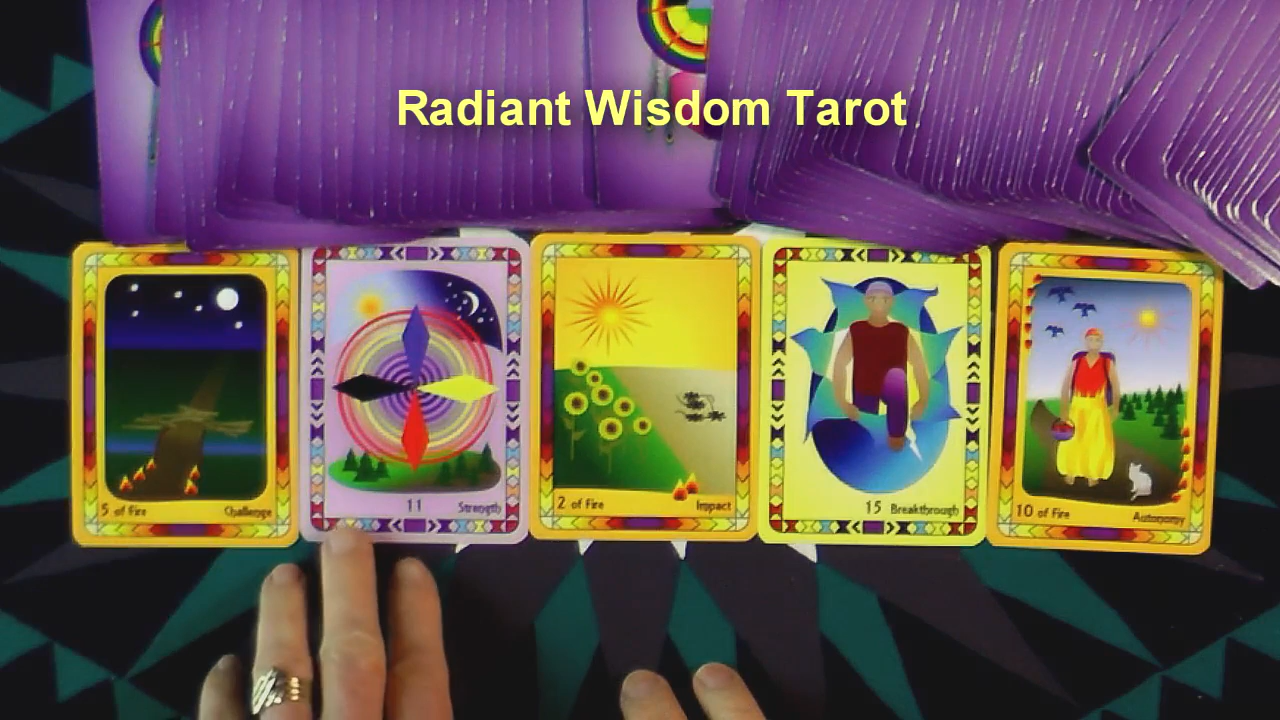 Radiant Wisdom Tarot
5 of Fire Challenge
11 Strength
2 of Fire Impact
15 Breakthrough
10 of Fire Autonomy